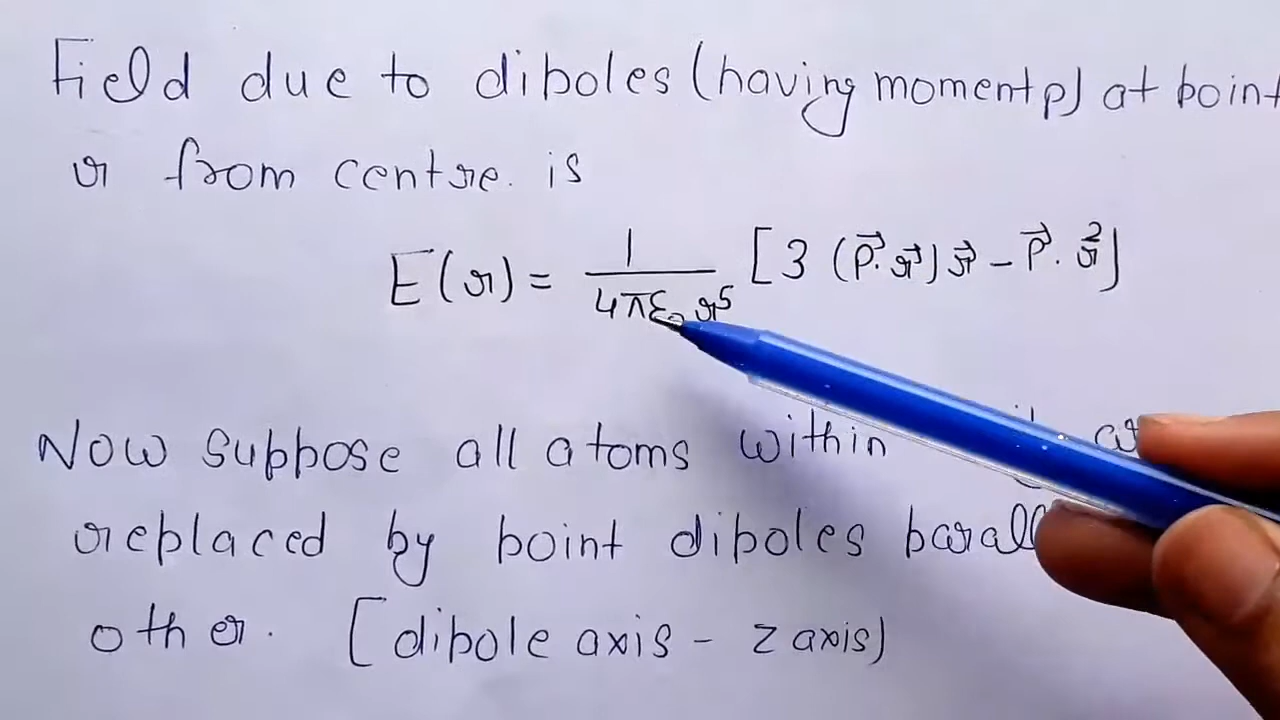 Field due to dipoles (having moment p) at point
r from centre. is
E(r) = 1/4πε₀r⁵ [3 (p⃗.r⃗) r⃗ - p⃗. r⃗²]
Now suppose all atoms within
replaced by point dipoles
other. [dipole axis - z axis)